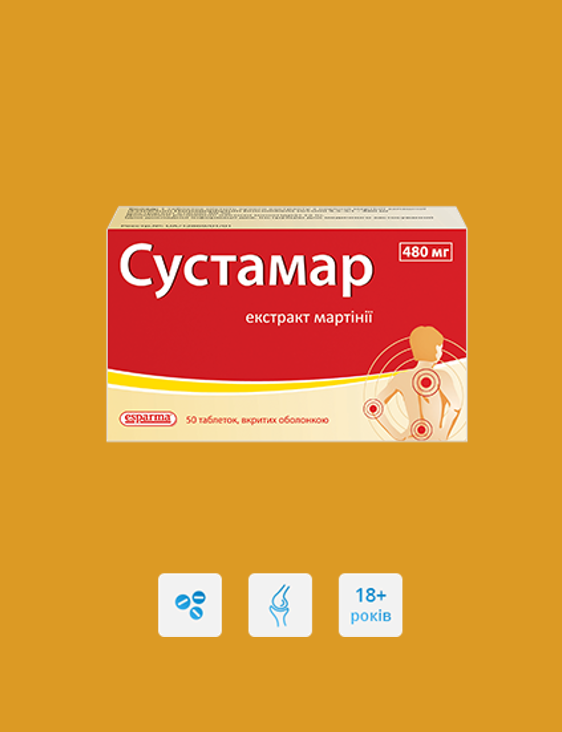 Сустамар
480 мг
екстракт мартінії
esparma
50 таблеток, вкритих оболонкою
18+
років